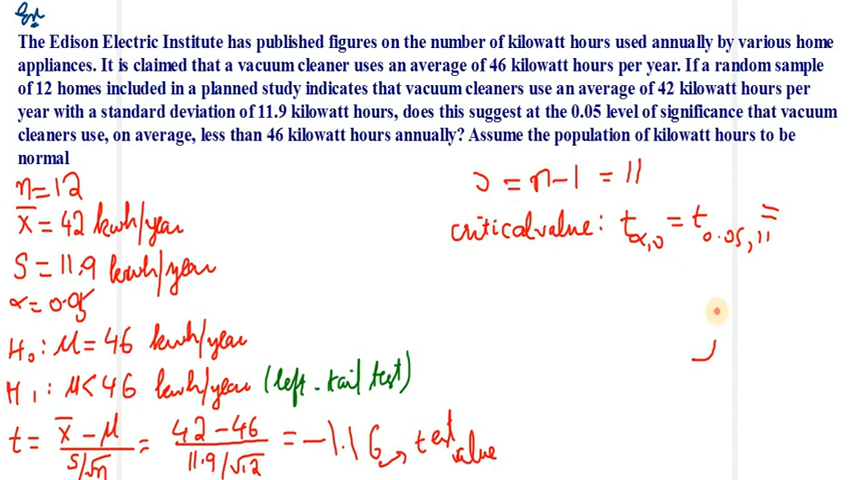 Ex
The Edison Electric Institute has published figures on the number of kilowatt hours used annually by various home
appliances. It is claimed that a vacuum cleaner uses an average of 46 kilowatt hours per year. If a random sample
of 12 homes included in a planned study indicates that vacuum cleaners use an average of 42 kilowatt hours per
year with a standard deviation of 11.9 kilowatt hours, does this suggest at the 0.05 level of significance that vacuum
cleaners use, on average, less than 46 kilowatt hours annually? Assume the population of kilowatt hours to be
normal
n=12
x̄ = 42 kwh/year
S = 11.9 kwh/year
α=0.05
H₀: μ = 46 kwh/year
H₁: μ < 46 kwh/year (left-tail test)
t = (x̄ - μ)/(s/√n) = (42 - 46)/(11.9/√12) = -1.16 → test value
υ = n-1 = 11
critical value: t_α,υ = t_0.05, 11 =